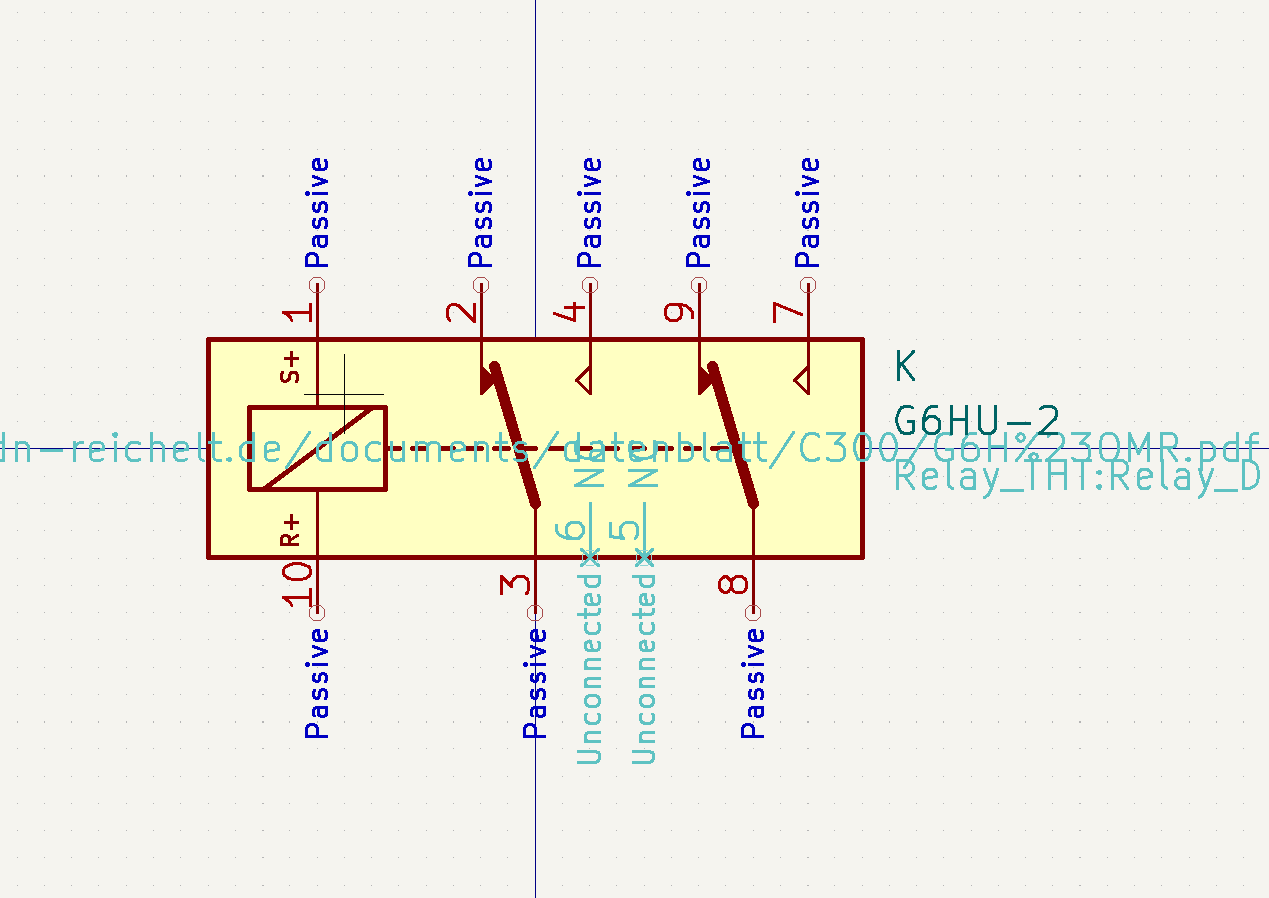 Passive Passive Passive Passive Passive
1 2 4 9 7
S+
K
G6HU-2
dn-reichelt.de/documents/datenblatt/C300/G6H%23OMR.pdf
Relay_THT:Relay_D
NC NC
R+
6 5
10 3 8
Passive Passive Unconnected Unconnected Passive